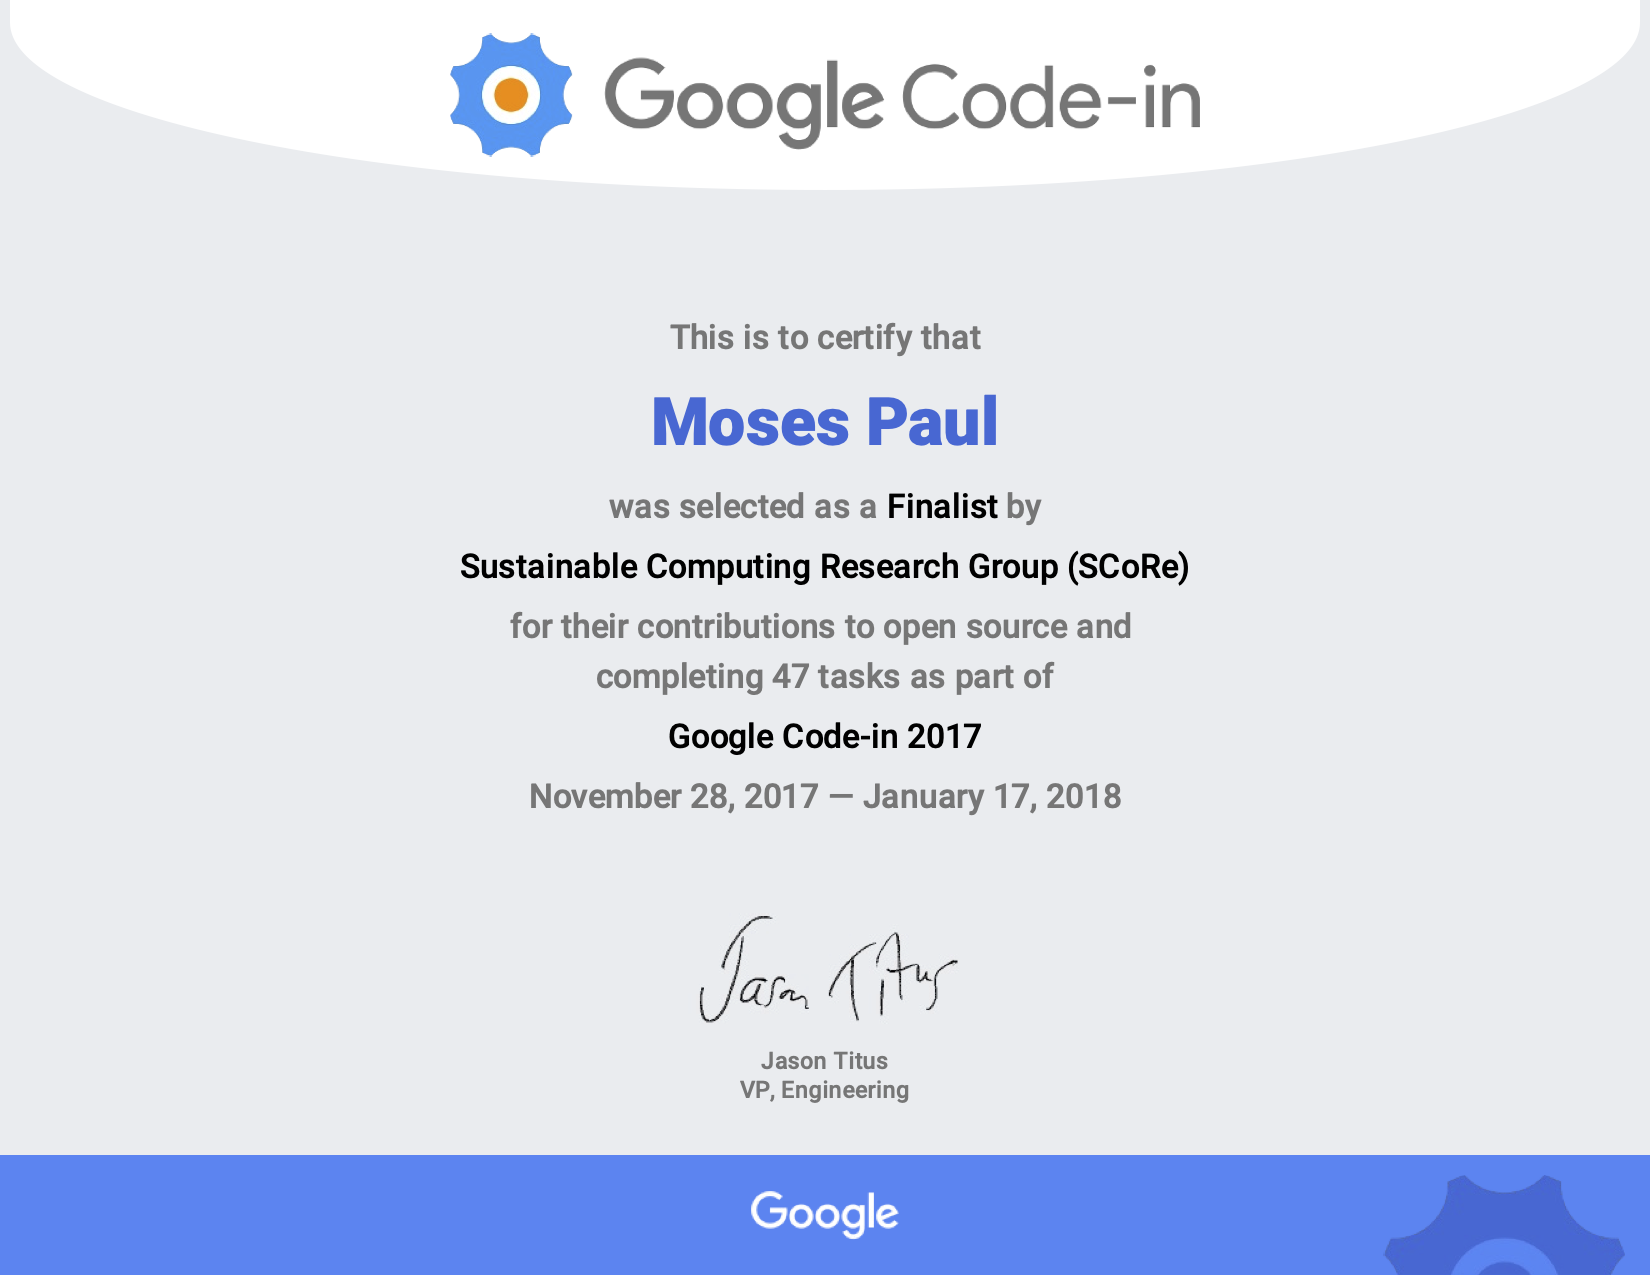 Google Code-in
This is to certify that
Moses Paul
was selected as a Finalist by
Sustainable Computing Research Group (SCoRe)
for their contributions to open source and
completing 47 tasks as part of
Google Code-in 2017
November 28, 2017 — January 17, 2018
Jason Titus
Jason Titus
VP, Engineering
Google